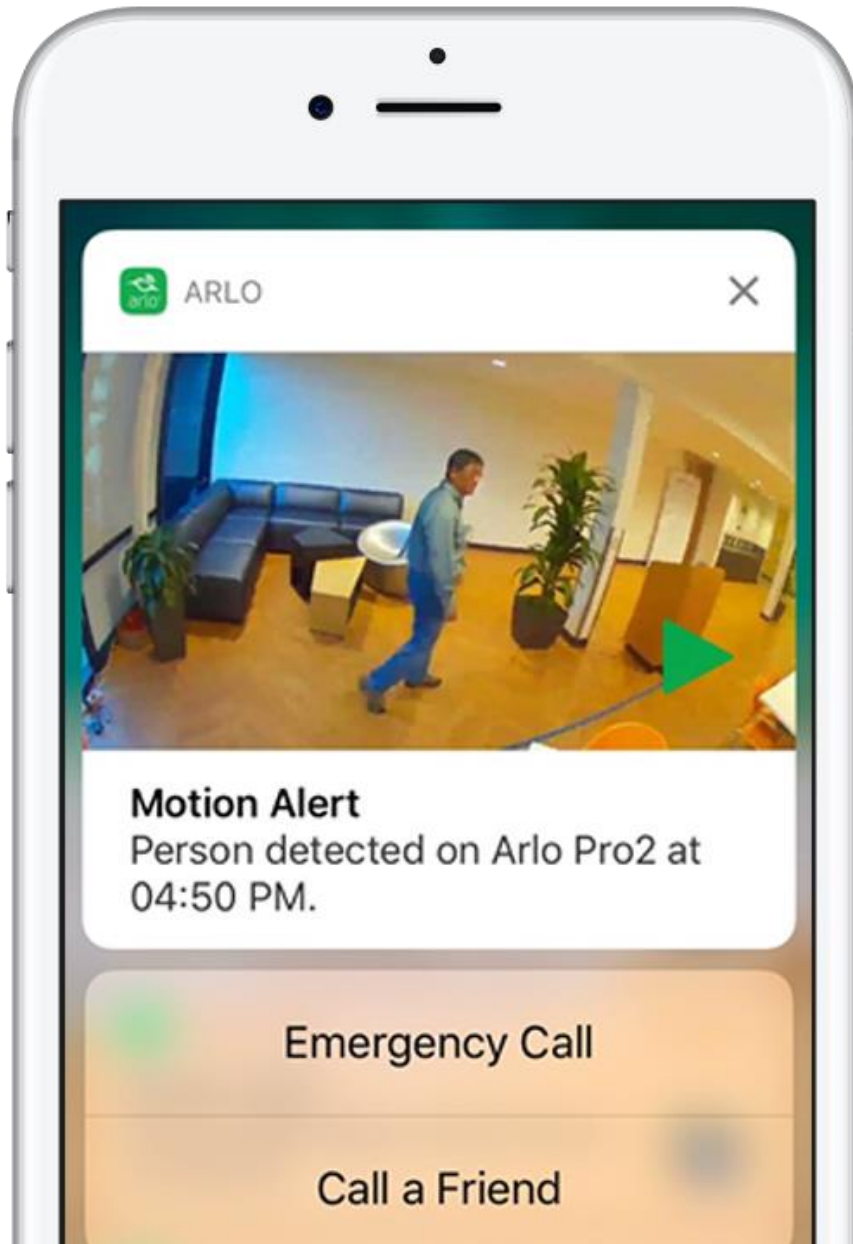 arlo
ARLO
Motion Alert
Person detected on Arlo Pro2 at
04:50 PM.
Emergency Call
Call a Friend